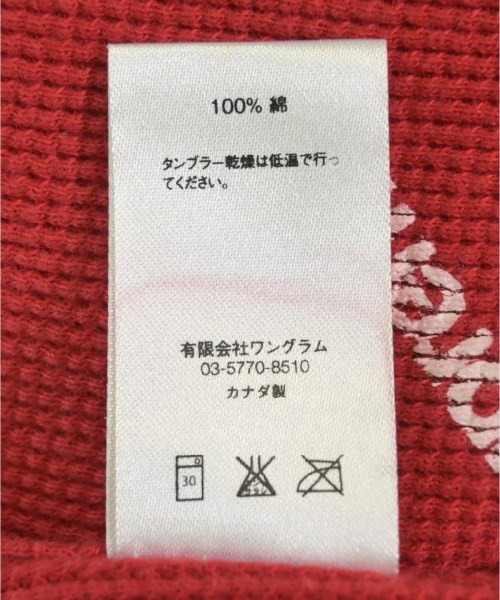 100% 綿
タンブラー乾燥は低温で行っ
てください。
有限会社ワングラム
03-5770-8510
カナダ製
30